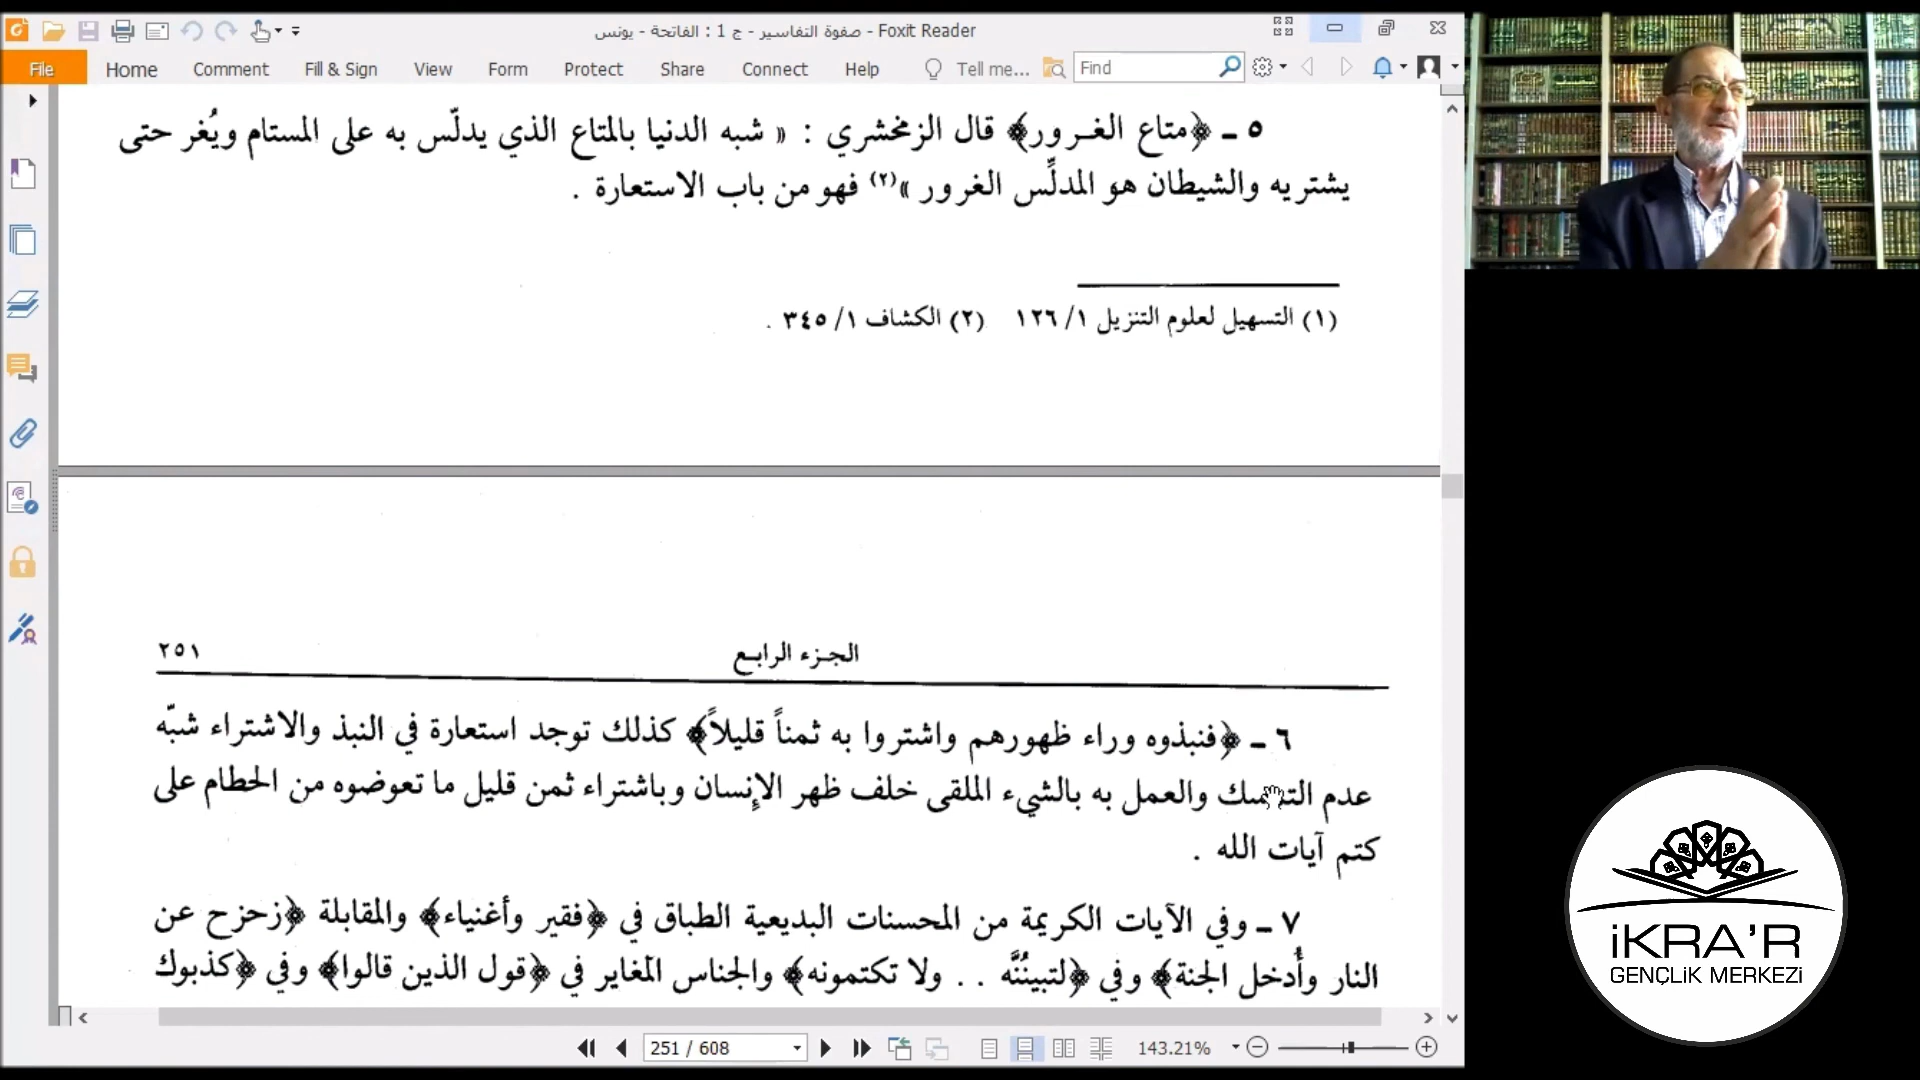 صفوة التفاسير - ج 1 : الفاتحة - يونس - Foxit Reader
File Home Comment Fill & Sign View Form Protect Share Connect Help Tell me... Find
٥ ـ ﴿متاع الغـرور﴾ قال الزمخشري : « شبه الدنيا بالمتاع الذي يدلّس به على المستام ويُغر حتى
يشتريه والشيطان هو المدلِّس الغرور »(٢) فهو من باب الاستعارة .
(١) التسهيل لعلوم التنزيل ١/ ١٢٦ (٢) الكشاف ١/ ٣٤٥ .
الجـزء الرابـع ٢٥١
٦ ـ ﴿فنبذوه وراء ظهورهم واشتروا به ثمناً قليلاً﴾ كذلك توجد استعارة في النبذ والاشتراء شبّه
عدم التمسك والعمل به بالشيء الملقى خلف ظهر الإنسان وباشتراء ثمن قليل ما تعوضوه من الحطام على
كتم آيات الله .
٧ ـ وفي الآيات الكريمة من المحسنات البديعية الطباق في ﴿فقير وأغنياء﴾ والمقابلة ﴿زحزح عن
النار وأُدخل الجنة﴾ وفي ﴿لتبيننُنَّه . . ولا تكتمونه﴾ والجناس المغاير في ﴿قول الذين قالوا﴾ وفي ﴿كذبوك
251 / 608 143.21%
iKRA'R
GENÇLiK MERKEZi